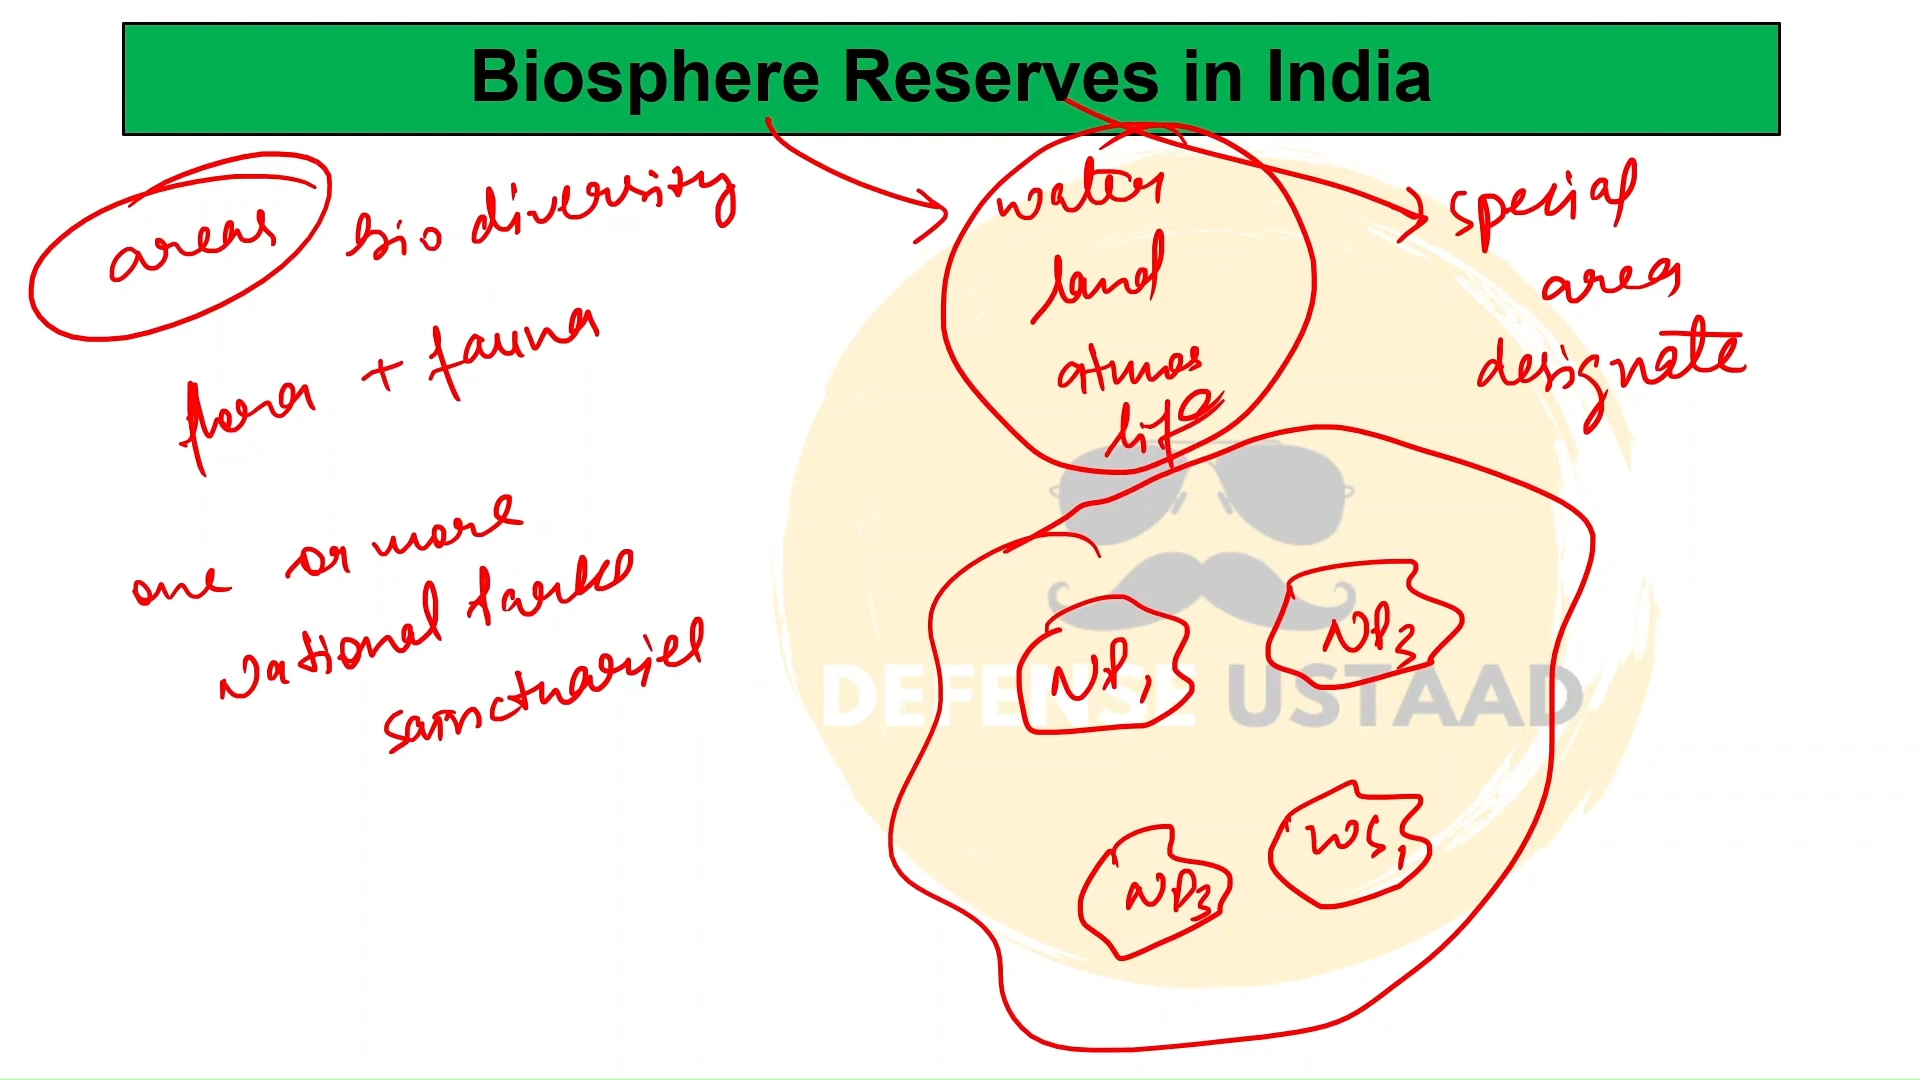 Biosphere Reserves in India
areas bio diversity
flora + fauna
one or more
National Parks
sanctuaries
water
land
atmos
life
special
area
designate
NP1
NP3
NP3
WS1
DEFENSE USTAAD